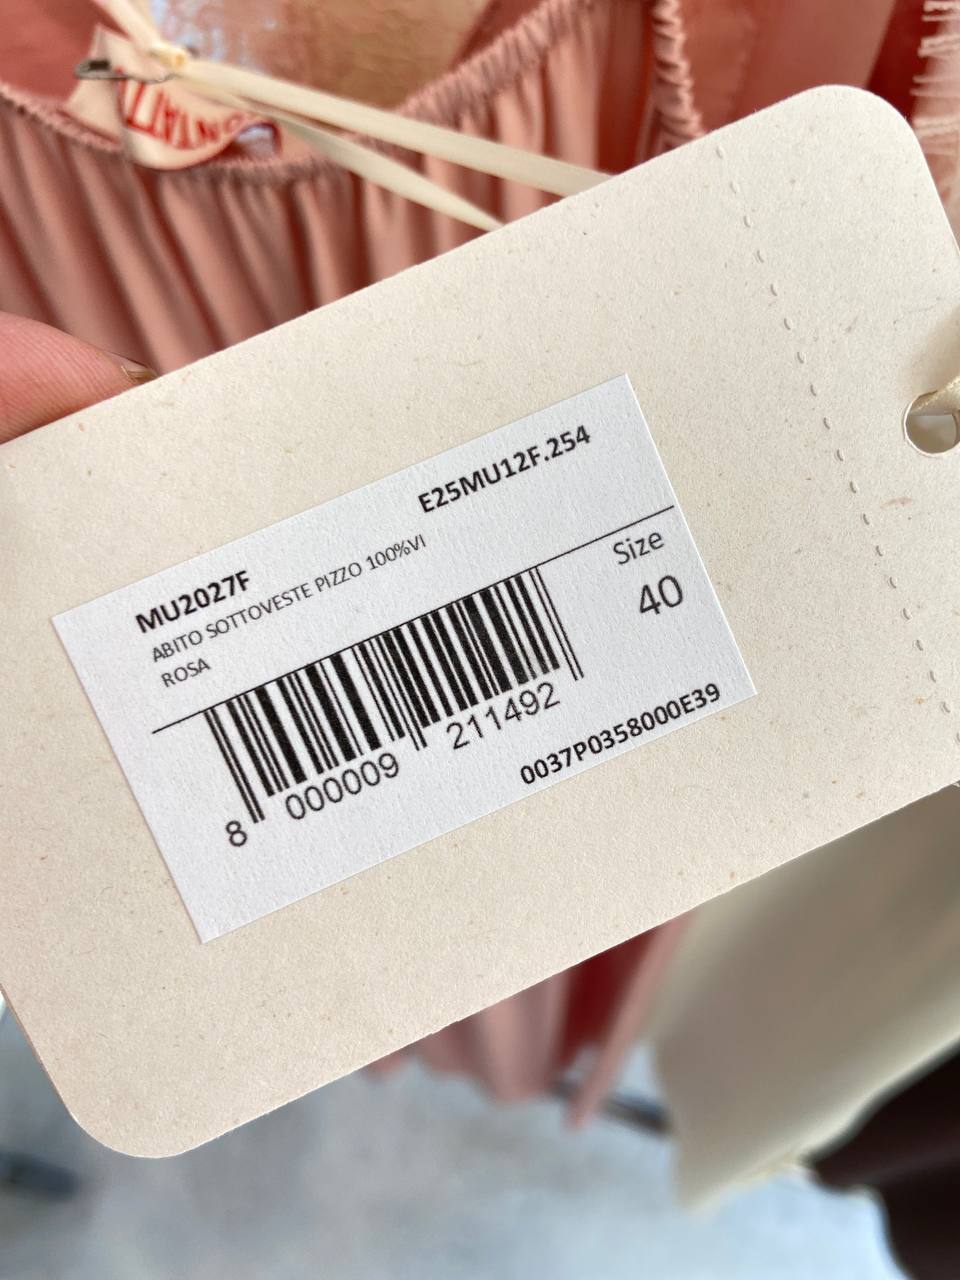 E25MU12F.254
MU2027F
ABITO SOTTOVESTE PIZZO 100%VI
ROSA
Size
40
8 000009 211492
0037P0358000E39